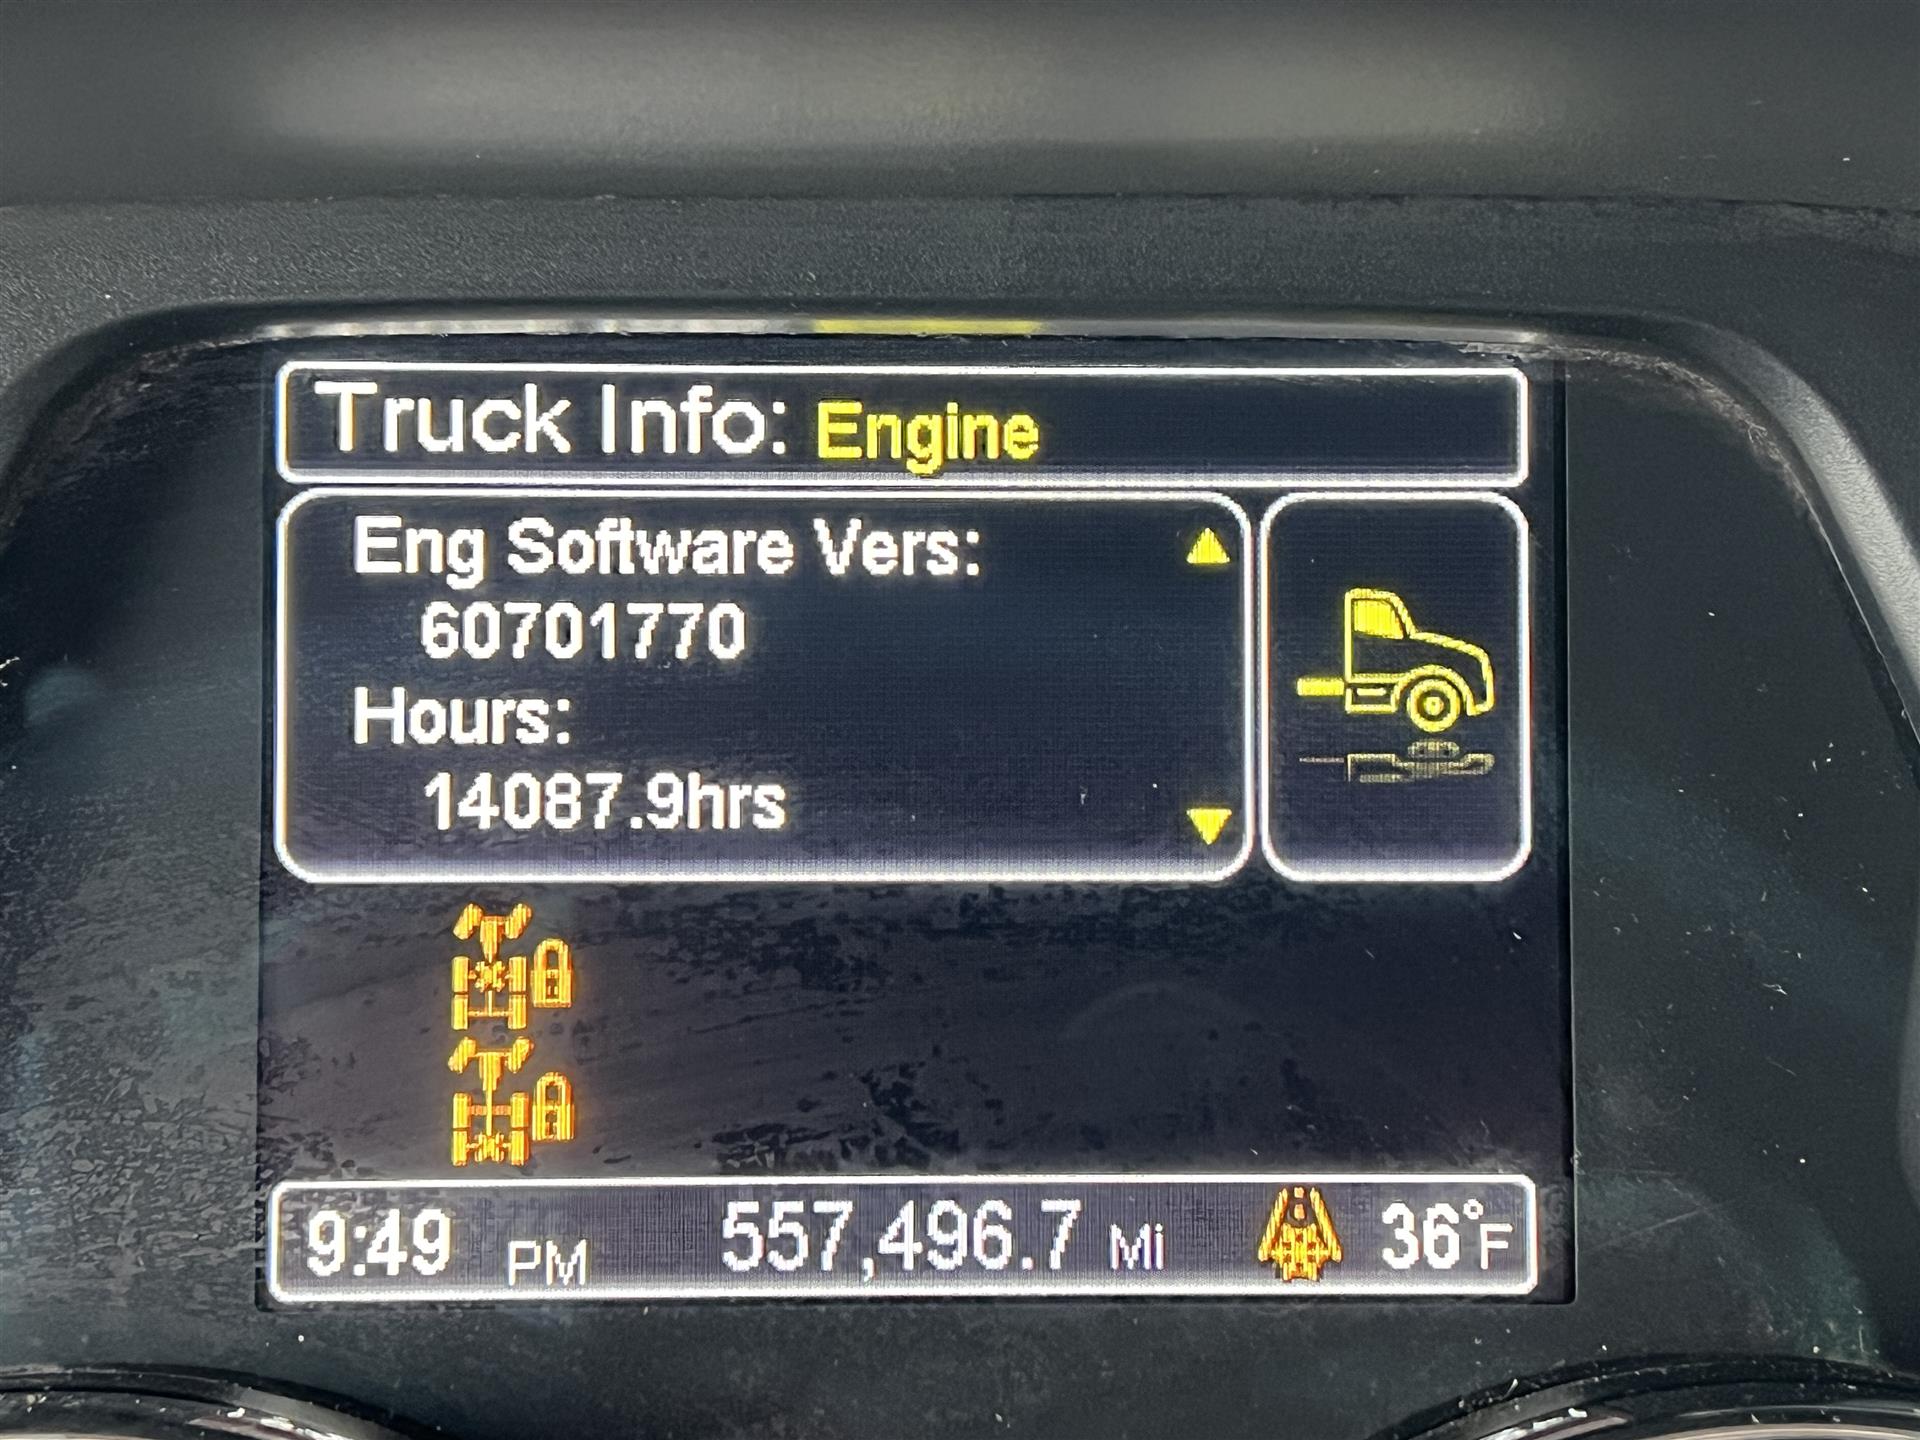 Truck Info: Engine
Eng Software Vers:
60701770
Hours:
14087.9hrs
9:49 PM 557,496.7 Mi 36°F